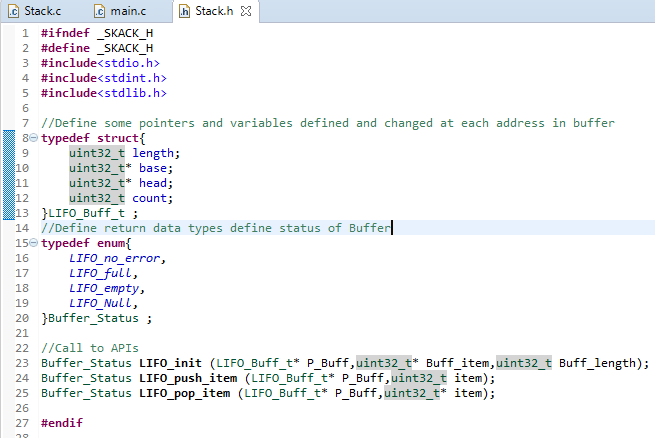 Stack.c main.c Stack.h
1 #ifndef _SKACK_H
2 #define _SKACK_H
3 #include<stdio.h>
4 #include<stdint.h>
5 #include<stdlib.h>
6
7 //Define some pointers and variables defined and changed at each address in buffer
8 typedef struct{
9 uint32_t length;
10 uint32_t* base;
11 uint32_t* head;
12 uint32_t count;
13 }LIFO_Buff_t ;
14 //Define return data types define status of Buffer
15 typedef enum{
16 LIFO_no_error,
17 LIFO_full,
18 LIFO_empty,
19 LIFO_Null,
20 }Buffer_Status ;
21
22 //Call to APIs
23 Buffer_Status LIFO_init (LIFO_Buff_t* P_Buff,uint32_t* Buff_item,uint32_t Buff_length);
24 Buffer_Status LIFO_push_item (LIFO_Buff_t* P_Buff,uint32_t item);
25 Buffer_Status LIFO_pop_item (LIFO_Buff_t* P_Buff,uint32_t* item);
26
27 #endif
28